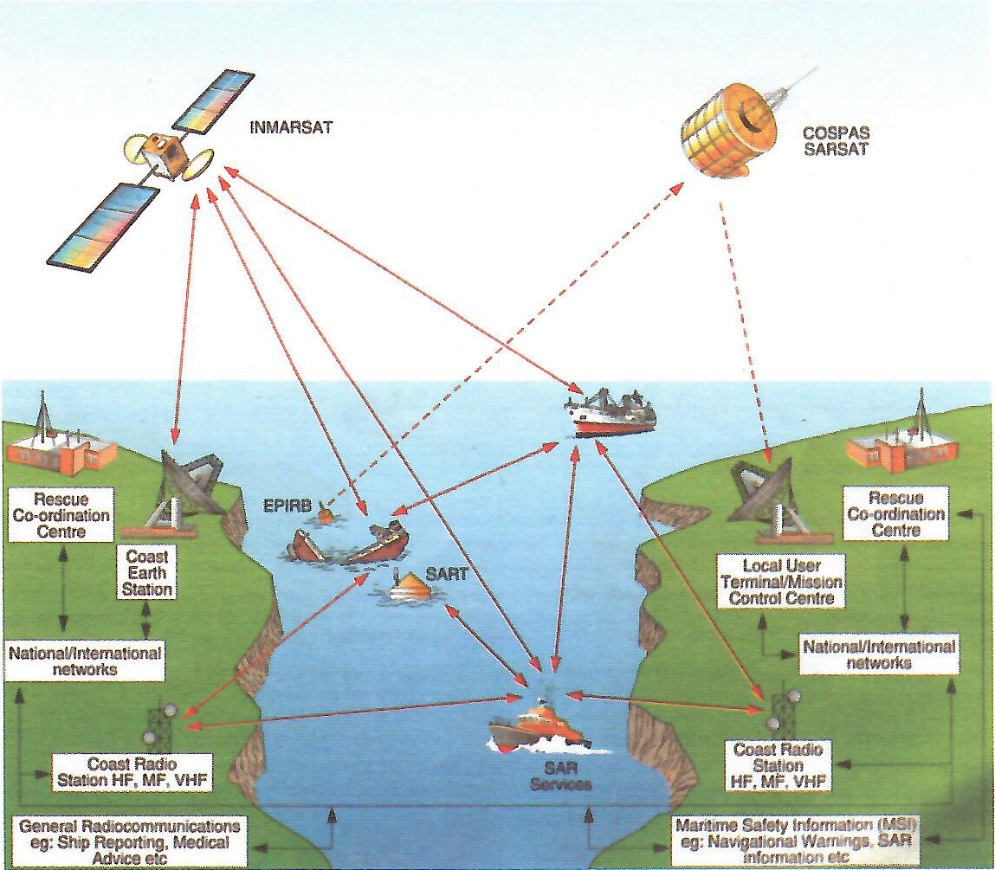 INMARSAT
COSPAS
SARSAT
Rescue
Co-ordination
Centre
EPIRB
Rescue
Co-ordination
Centre
Coast
Earth
Station
SART
Local User
Terminal/Mission
Control Centre
National/International
networks
National/International
networks
Coast Radio
Station HF, MF, VHF
SAR
Services
Coast Radio
Station
HF, MF, VHF
General Radiocommunications
eg: Ship Reporting, Medical
Advice etc
Maritime Safety Information (MSI)
eg: Navigational Warnings, SAR
information etc